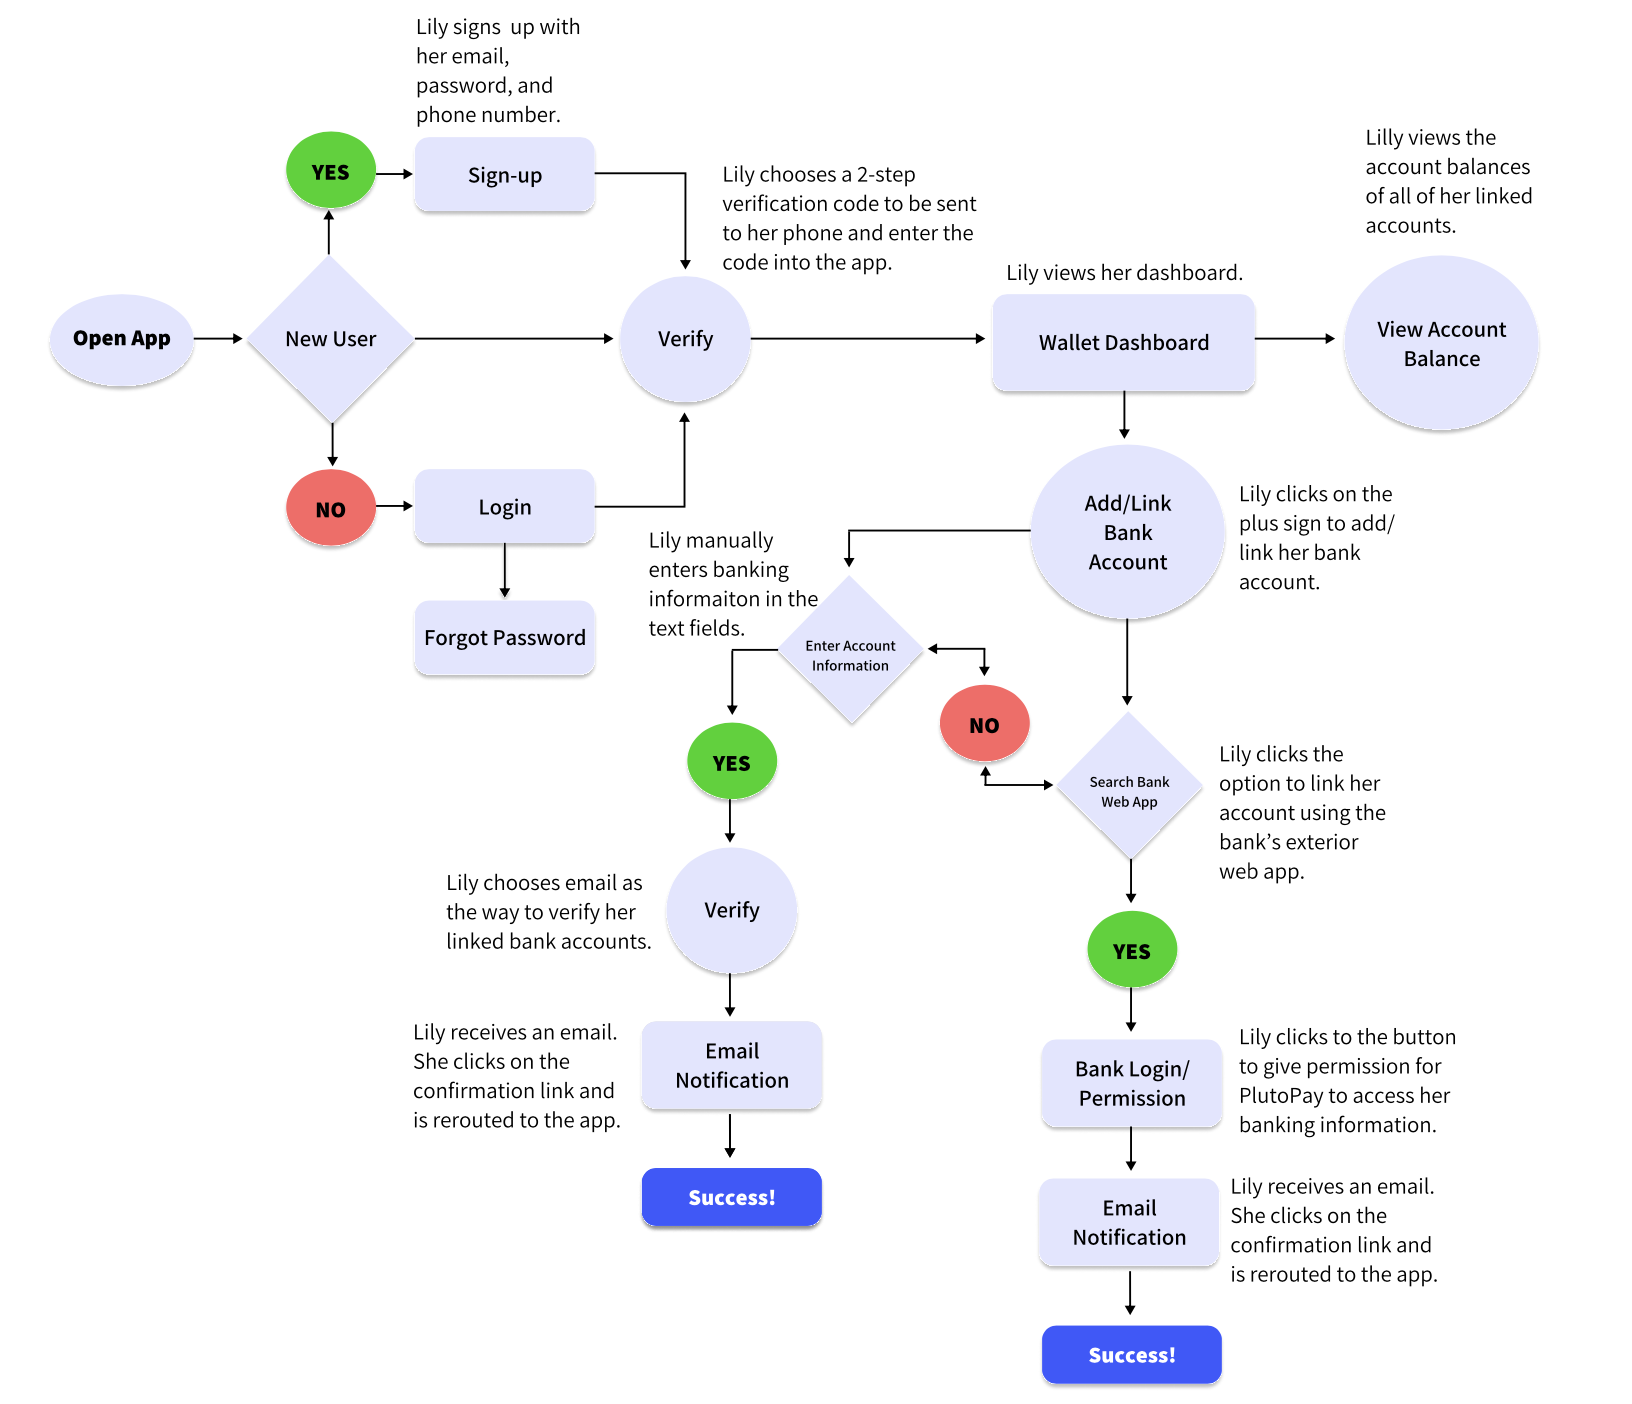 Lily signs  up with
her email,
password, and
phone number.
YES
Sign-up
Lily chooses a 2-step
verification code to be sent
to her phone and enter the
code into the app.
Lilly views the
account balances
of all of her linked
accounts.
Lily views her dashboard.
Open App
New User
Verify
Wallet Dashboard
View Account
Balance
NO
Login
Forgot Password
Add/Link
Bank
Account
Lily clicks on the
plus sign to add/
link her bank
account.
Lily manually
enters banking
informaiton in the
text fields.
Enter Account
Information
NO
YES
Search Bank
Web App
Lily clicks the
option to link her
account using the
bank’s exterior
web app.
Lily chooses email as
the way to verify her
linked bank accounts.
Verify
YES
Lily receives an email.
She clicks on the
confirmation link and
is rerouted to the app.
Email
Notification
Bank Login/
Permission
Lily clicks to the button
to give permission for
PlutoPay to access her
banking information.
Success!
Email
Notification
Lily receives an email.
She clicks on the
confirmation link and
is rerouted to the app.
Success!